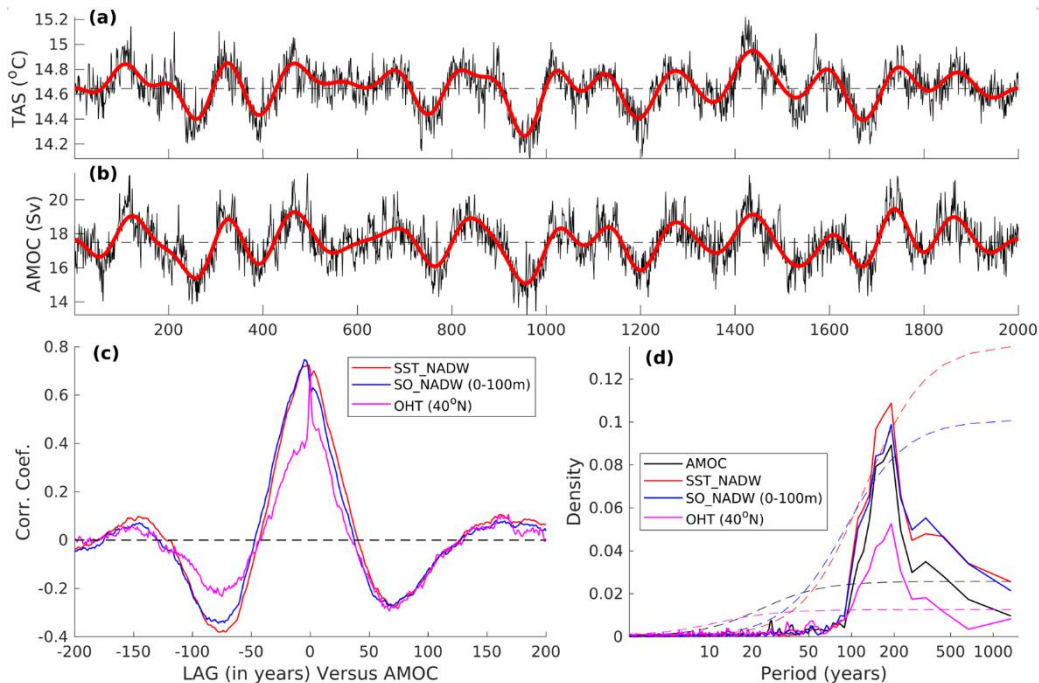 (a)
TAS (°C)
15.2
15
14.8
14.6
14.4
14.2
(b)
AMOC (Sv)
20
18
16
14
200 400 600 800 1000 1200 1400 1600 1800 2000
(c)
Corr. Coef.
0.8
0.6
0.4
0.2
0
-0.2
-0.4
SST_NADW
SO_NADW (0-100m)
OHT (40°N)
-200 -150 -100 -50 0 50 100 150 200
LAG (in years) Versus AMOC
(d)
Density
0.12
0.1
0.08
0.06
0.04
0.02
0
AMOC
SST_NADW
SO_NADW (0-100m)
OHT (40°N)
10 20 50 100 200 500 1000
Period (years)